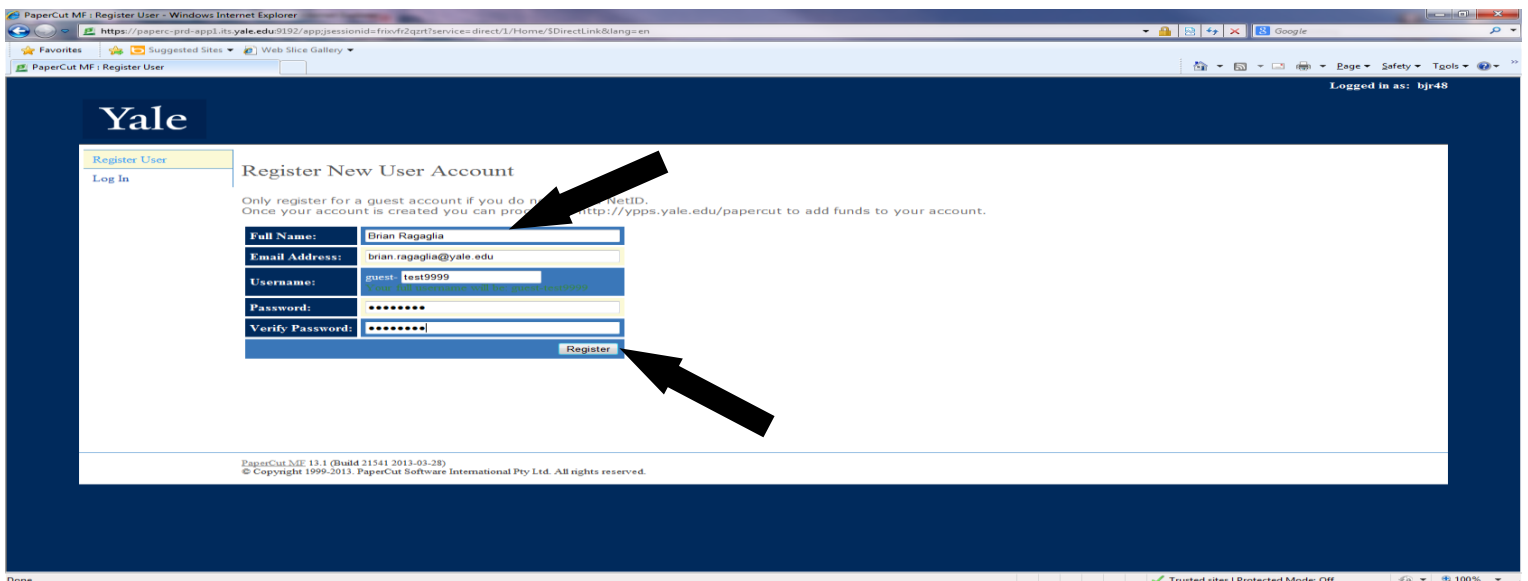 PaperCut MF : Register User - Windows Internet Explorer
https://paperc-prd-app1.its.yale.edu:9192/app;jsessionid=frixvfr2qzrt?service=direct/1/Home/$DirectLink&lang=en
Google
Favorites Suggested Sites Web Slice Gallery
PaperCut MF : Register User
Page Safety Tools
Logged in as: bjr48
Yale
Register User
Log In
Register New User Account
Only register for a guest account if you do NetID.
Once your account is created you can http://ypps.yale.edu/papercut to add funds to your account.
Full Name: Brian Ragaglia
Email Address: brian.ragaglia@yale.edu
Username: guest- test9999
Password: ••••••••
Verify Password: ••••••••
Register
PaperCut MF 13.1 (Build 21541 2013-03-28)
© Copyright 1999-2013. PaperCut Software International Pty Ltd. All rights reserved.
Done
Trusted sites | Protected Mode: Off
100%